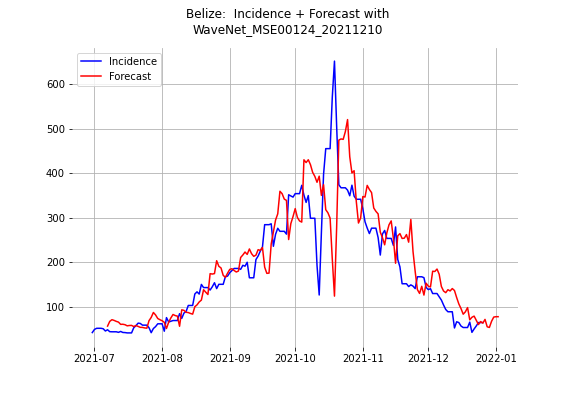 Belize:  Incidence + Forecast with
WaveNet_MSE00124_20211210
Incidence
Forecast
600
500
400
300
200
100
2021-07 2021-08 2021-09 2021-10 2021-11 2021-12 2022-01